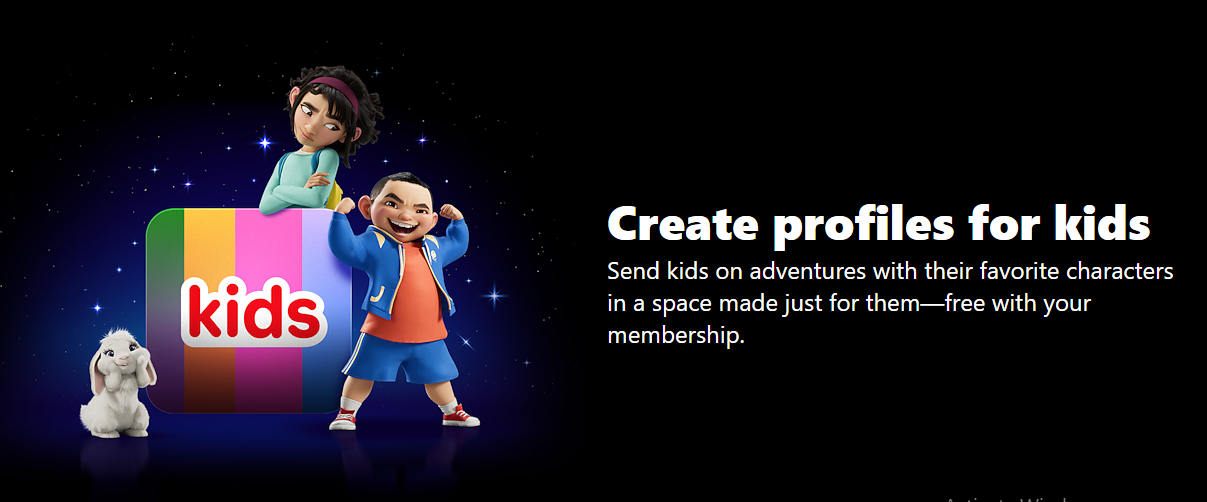 kids
Create profiles for kids
Send kids on adventures with their favorite characters
in a space made just for them—free with your
membership.